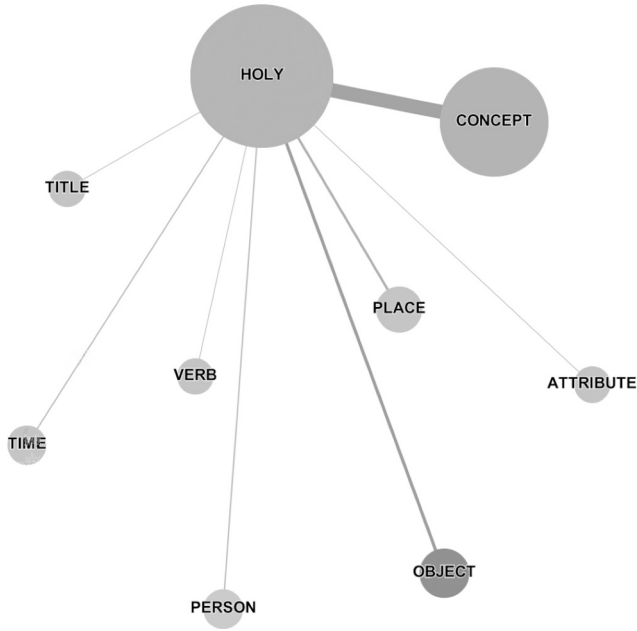 HOLY
CONCEPT
TITLE
PLACE
VERB
ATTRIBUTE
TIME
OBJECT
PERSON